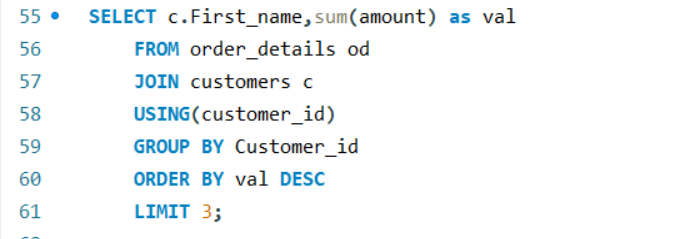 55 SELECT c.First_name,sum(amount) as val
56 FROM order_details od
57 JOIN customers c
58 USING(customer_id)
59 GROUP BY Customer_id
60 ORDER BY val DESC
61 LIMIT 3;